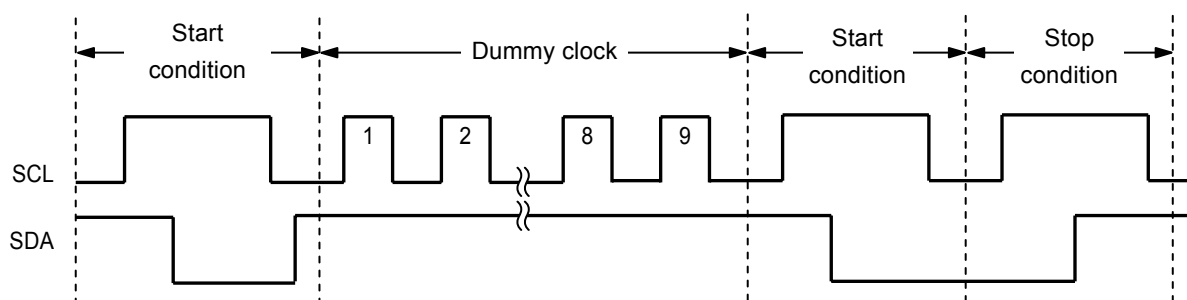 Start
condition
Dummy clock
Start
condition
Stop
condition
1 2 8 9
SCL
SDA